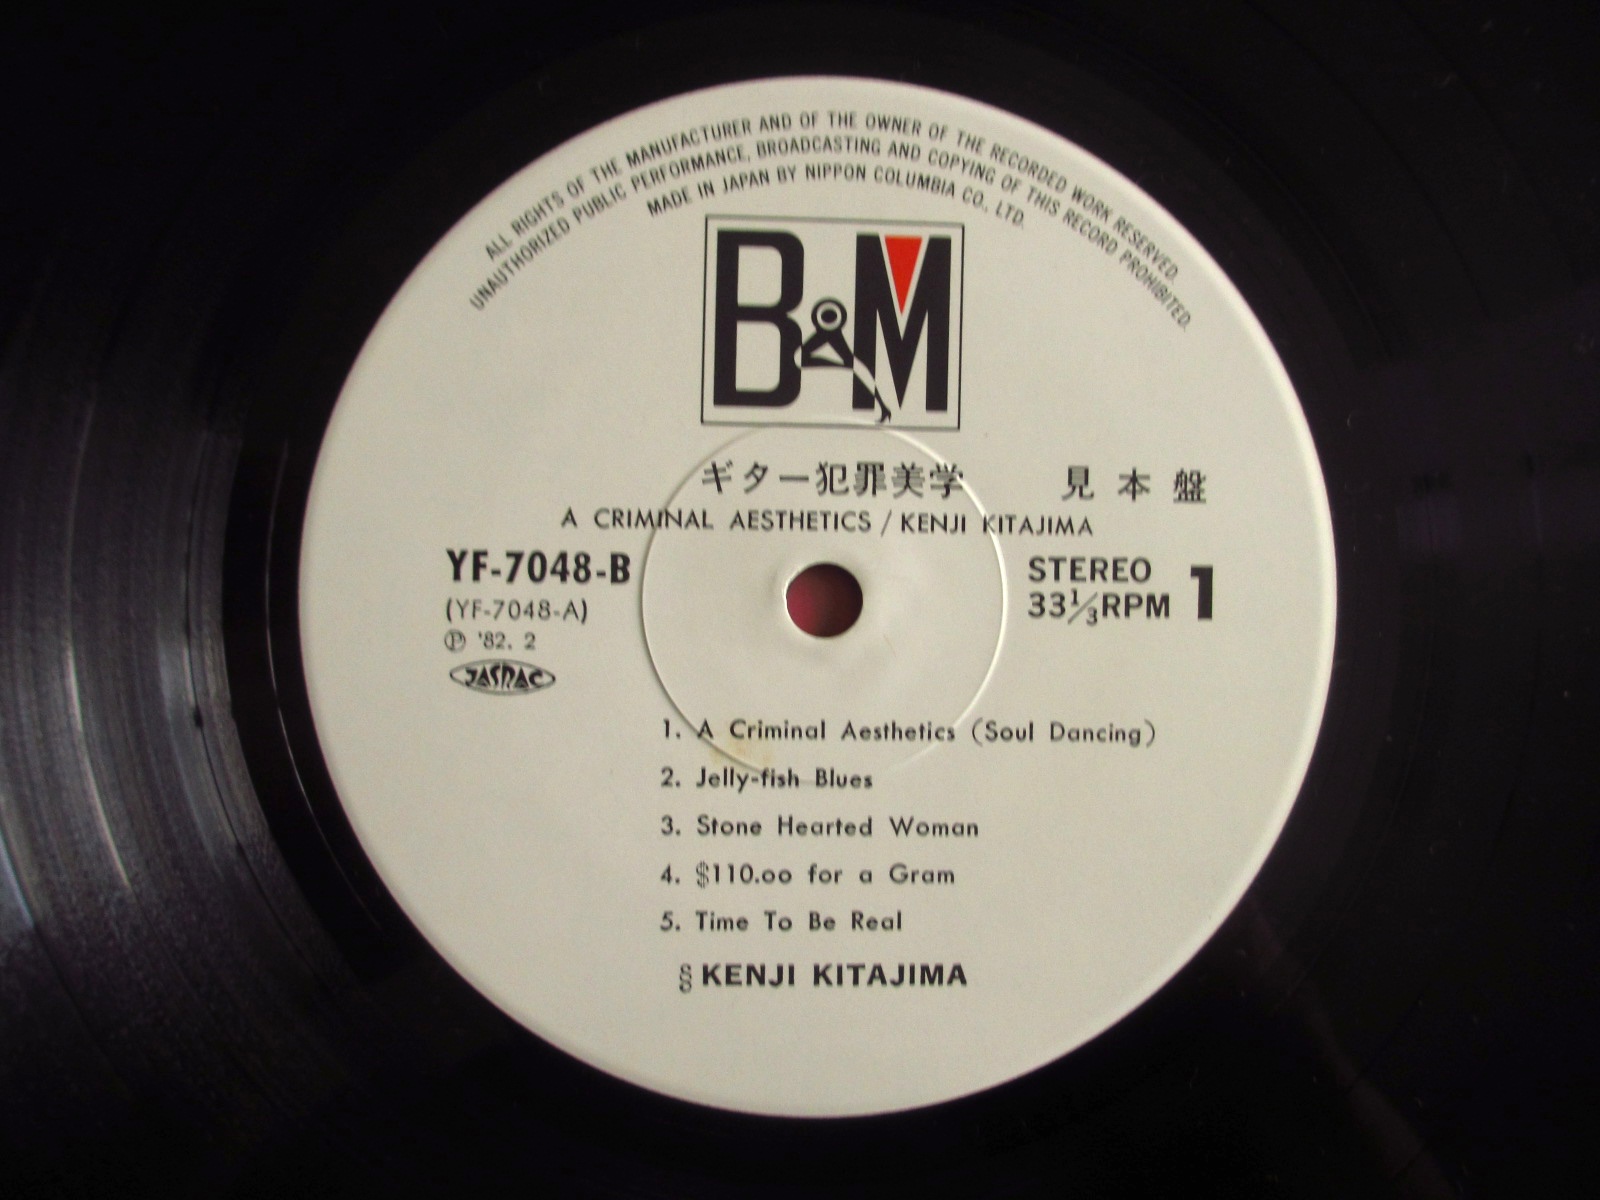 ALL RIGHTS OF THE MANUFACTURER AND OF THE OWNER OF THE RECORDED WORK RESERVED.
UNAUTHORIZED PUBLIC PERFORMANCE, BROADCASTING AND COPYING OF THIS RECORD PROHIBITED.
MADE IN JAPAN BY NIPPON COLUMBIA CO., LTD.
B&M
ギター犯罪美学 見本盤
A CRIMINAL AESTHETICS / KENJI KITAJIMA
YF-7048-B
(YF-7048-A)
Ⓟ '82. 2
JASRAC
STEREO
33⅓RPM 1
1. A Criminal Aesthetics (Soul Dancing)
2. Jelly-fish Blues
3. Stone Hearted Woman
4. $110.oo for a Gram
5. Time To Be Real
§ KENJI KITAJIMA